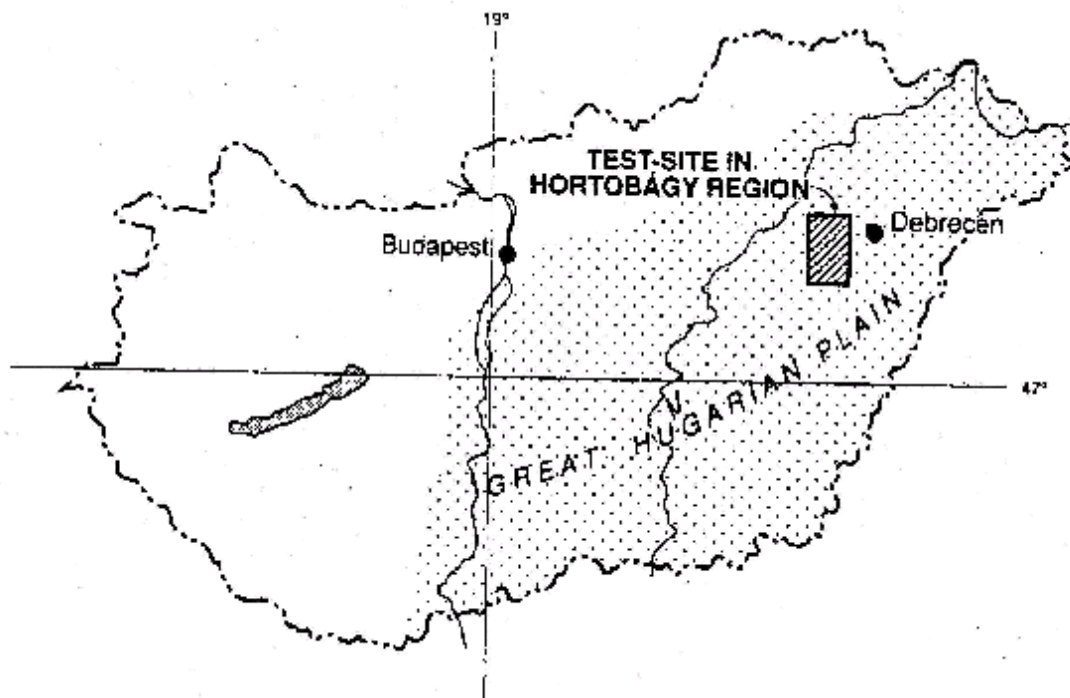 19°
TEST-SITE IN
HORTOBÁGY REGION
Budapest
Debrecen
GREAT HUGARIAN PLAIN
47°